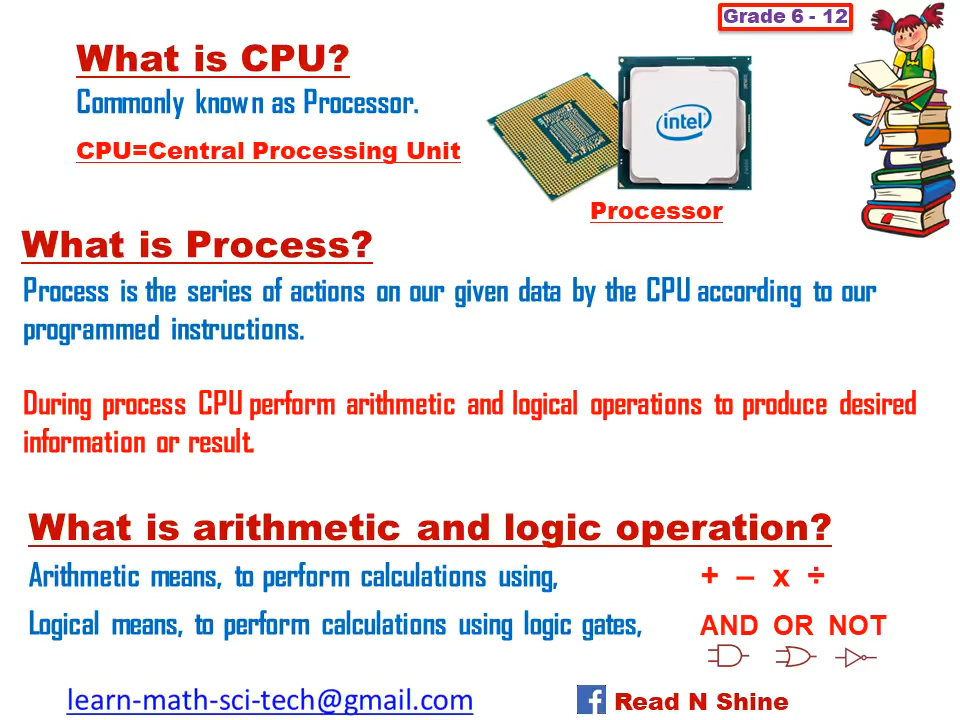 Grade 6 - 12
What is CPU?
Commonly known as Processor.
CPU=Central Processing Unit
intel
Processor
What is Process?
Process is the series of actions on our given data by the CPU according to our
programmed instructions.
During process CPU perform arithmetic and logical operations to produce desired
information or result.
What is arithmetic and logic operation?
Arithmetic means, to perform calculations using, + – x ÷
Logical means, to perform calculations using logic gates, AND OR NOT
learn-math-sci-tech@gmail.com
f Read N Shine